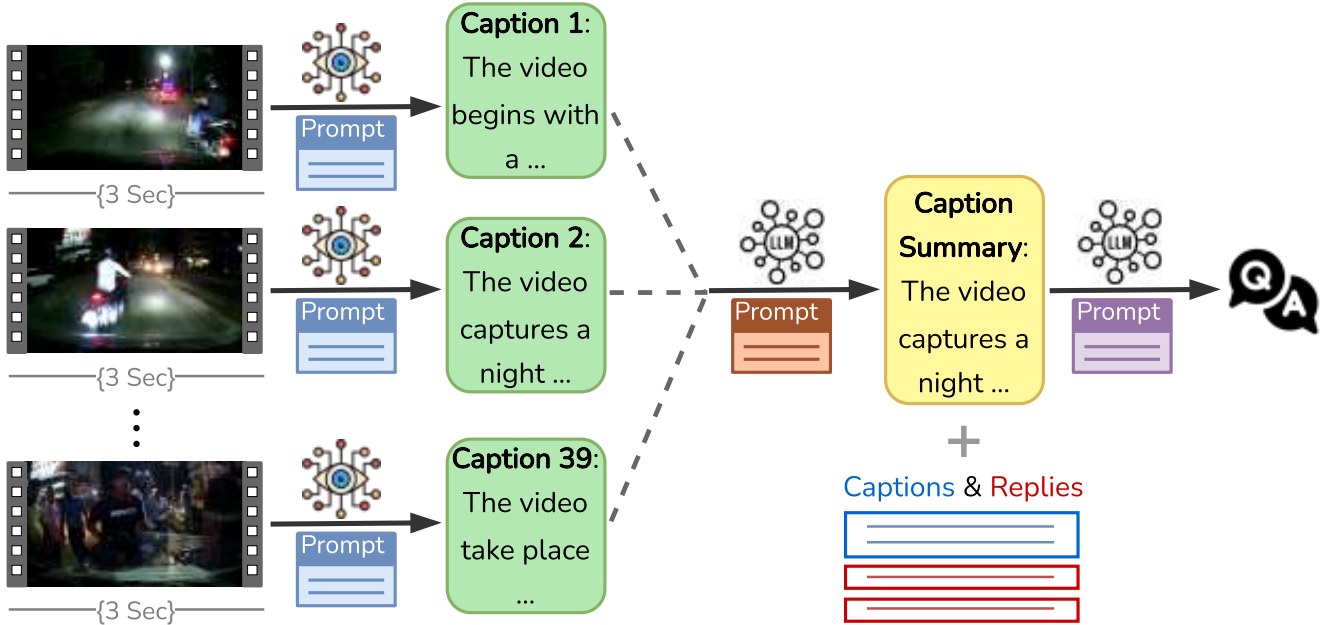 Prompt
{3 Sec}
Caption 1:
The video
begins with
a ...
Prompt
{3 Sec}
Caption 2:
The video
captures a
night ...
Prompt
{3 Sec}
Caption 39:
The video
take place
...
LLM
Prompt
Caption
Summary:
The video
captures a
night ...
LLM
Prompt
Q A
Captions & Replies